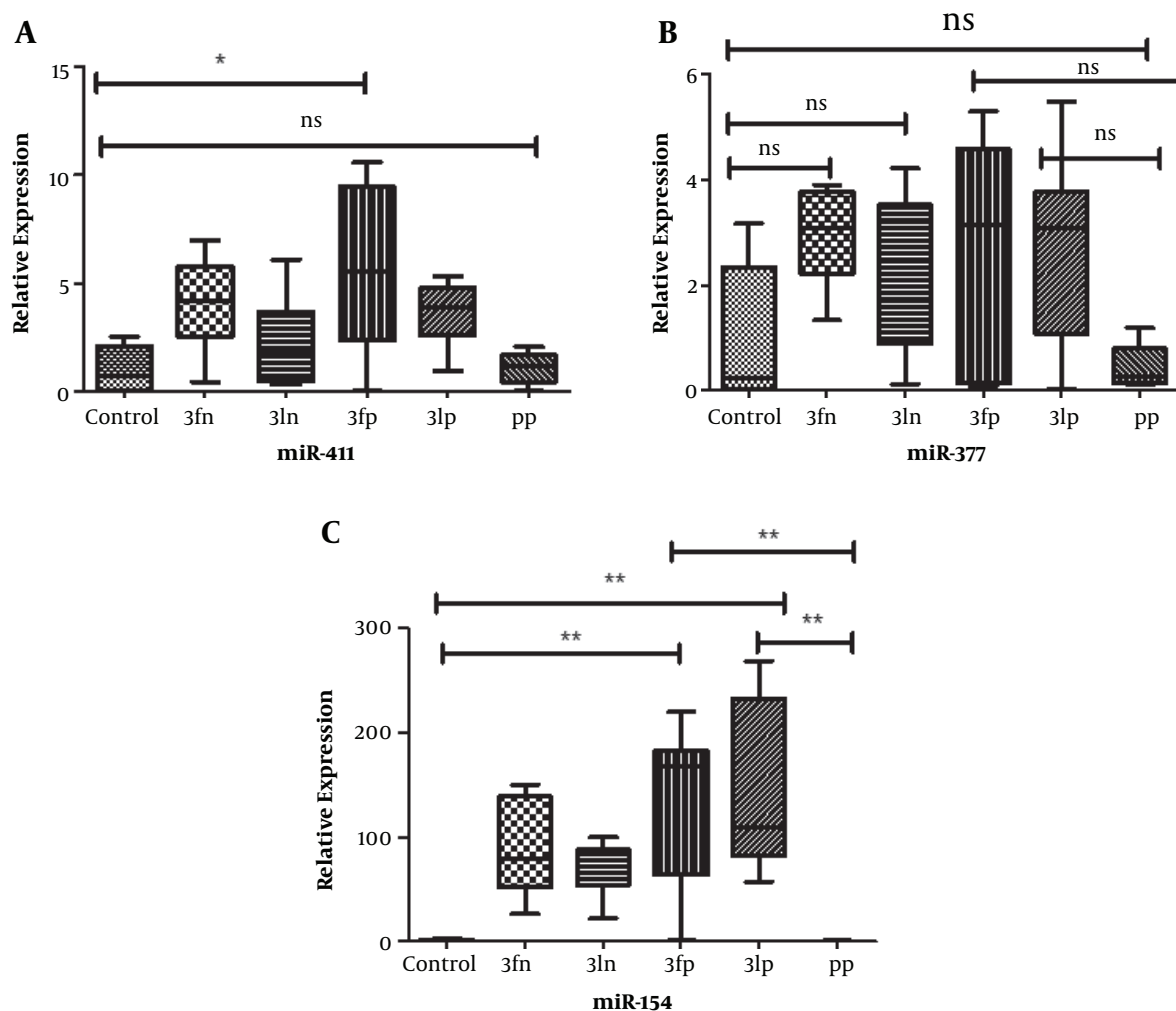 A
Relative Expression
15
10
5
0
*
ns
Control 3fn 3ln 3fp 3lp pp
miR-411
B
Relative Expression
6
4
2
0
ns
ns
ns
ns
ns
Control 3fn 3ln 3fp 3lp pp
miR-377
C
Relative Expression
300
200
100
0
**
**
**
**
Control 3fn 3ln 3fp 3lp pp
miR-154